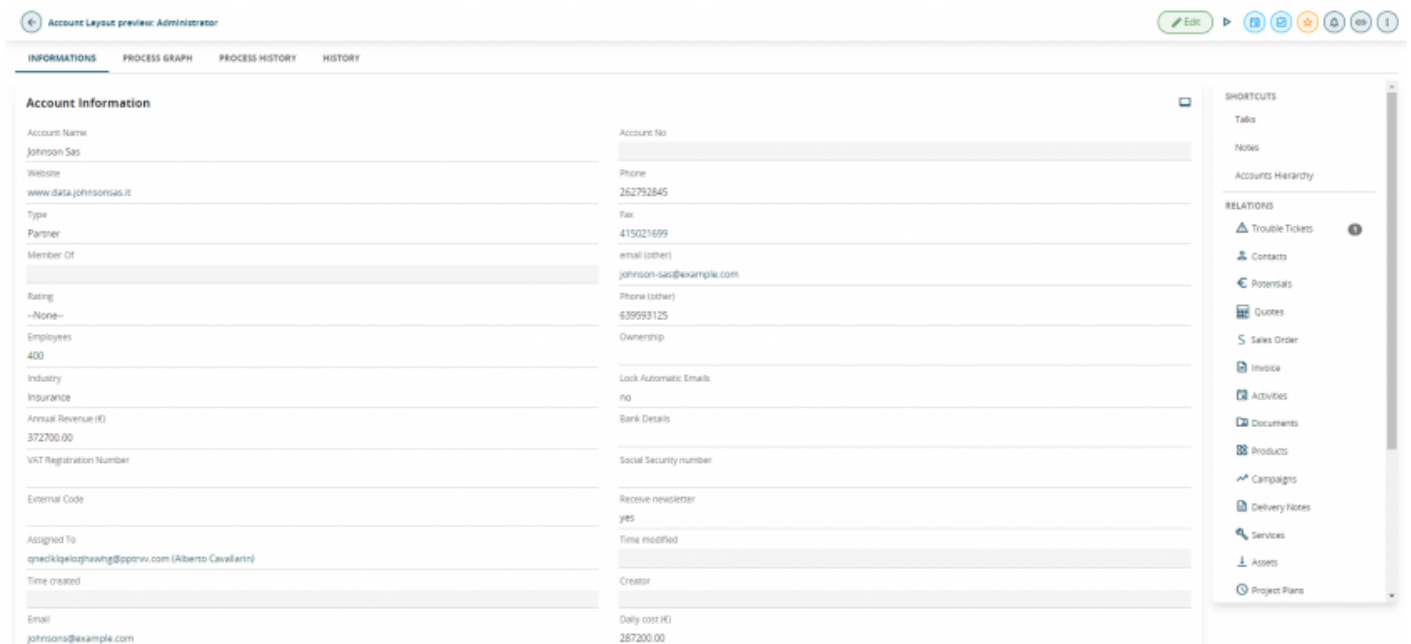 Account Layout preview: Administrator
Edit
INFORMATIONS
PROCESS GRAPH
PROCESS HISTORY
HISTORY
Account Information
Account Name
Johnson Sas
Account No
Website
www.data.johnsonsas.it
Phone
262792845
Type
Partner
Fax
415021699
Member Of
email (other)
johnson-sas@example.com
Rating
--None--
Phone (other)
639593125
Employees
400
Ownership
Industry
Insurance
Lock Automatic Emails
no
Annual Revenue (€)
372700.00
Bank Details
VAT Registration Number
Social Security number
External Code
Receive newsletter
yes
Assigned To
(Alberto Cavallarin)
Time modified
Time created
Creator
Email
johnsons@example.com
Daily cost (€)
287200.00
SHORTCUTS
Talks
Notes
Accounts Hierarchy
RELATIONS
Trouble Tickets
1
Contacts
Potentials
Quotes
Sales Order
Invoice
Activities
Documents
Products
Campaigns
Delivery Notes
Services
Assets
Project Plans